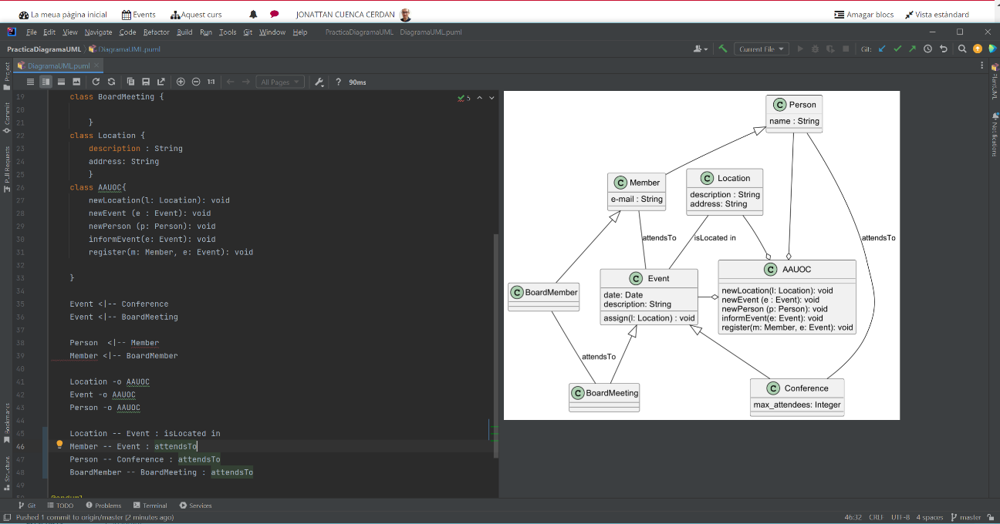 La meua pàgina inicial Events Aquest curs JONATTAN CUENCA CERDAN Amagar blocs Vista estàndard
File Edit View Navigate Code Refactor Build Run Tools Git Window Help PracticaDiagramaUML DiagramaUML.puml
PracticaDiagramaUML DiagramaUML.puml Current File Git:
DiagramaUML.puml
All Pages ? 90ms
1:1
Project
Commit
Pull Requests
Bookmarks
Structure
PlantUML
Notifications
5
19 class BoardMeeting {
20
21 }
22 class Location {
23 description : String
24 address: String
25 }
26 class AAUOC{
27 newLocation(l: Location): void
28 newEvent (e : Event): void
29 newPerson (p: Person): void
30 informEvent(e: Event): void
31 register(m: Member, e: Event): void
32
33 }
34
35 Event <|-- Conference
36 Event <|-- BoardMeeting
37
38 Person <|-- Member
39 Member <|-- BoardMember
40
41 Location -o AAUOC
42 Event -o AAUOC
43 Person -o AAUOC
44
45 Location -- Event : isLocated in
46 Member -- Event : attendsTo
47 Person -- Conference : attendsTo
48 BoardMember -- BoardMeeting : attendsTo
49
@enduml
C Person
name : String
C Member
e-mail : String
C Location
description : String
address: String
attendsTo
isLocated in
attendsTo
C BoardMember
C Event
date: Date
description: String
assign(l: Location) : void
C AAUOC
newLocation(l: Location): void
newEvent (e : Event): void
newPerson (p: Person): void
informEvent(e: Event): void
register(m: Member, e: Event): void
attendsTo
C BoardMeeting
C Conference
max_attendees: Integer
Git TODO Problems Terminal Services
Pushed 1 commit to origin/master (2 minutes ago) 46:32 CRLF UTF-8 4 spaces master